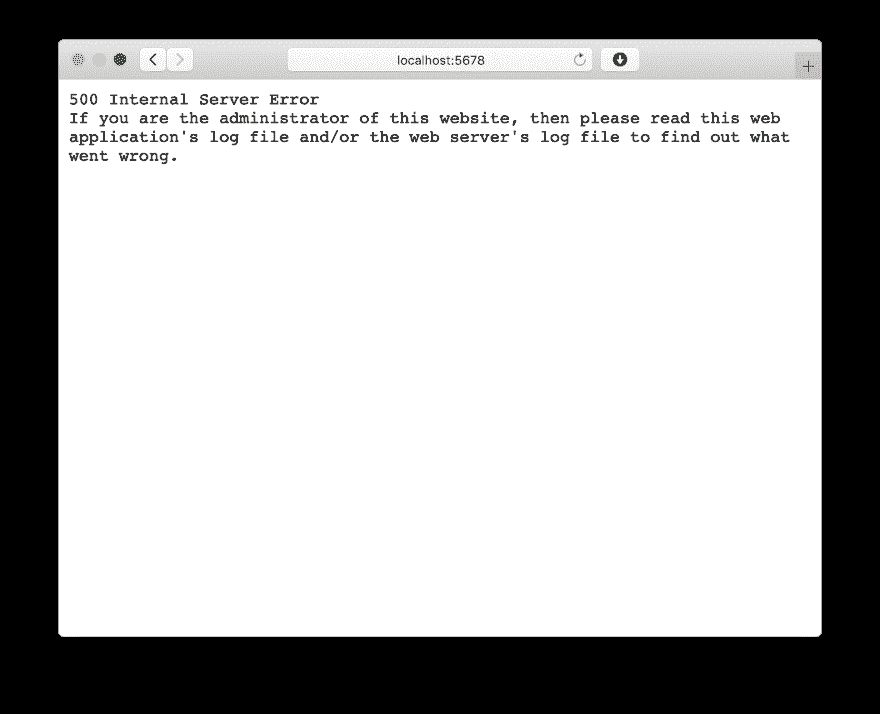 localhost:5678
500 Internal Server Error
If you are the administrator of this website, then please read this web
application's log file and/or the web server's log file to find out what
went wrong.